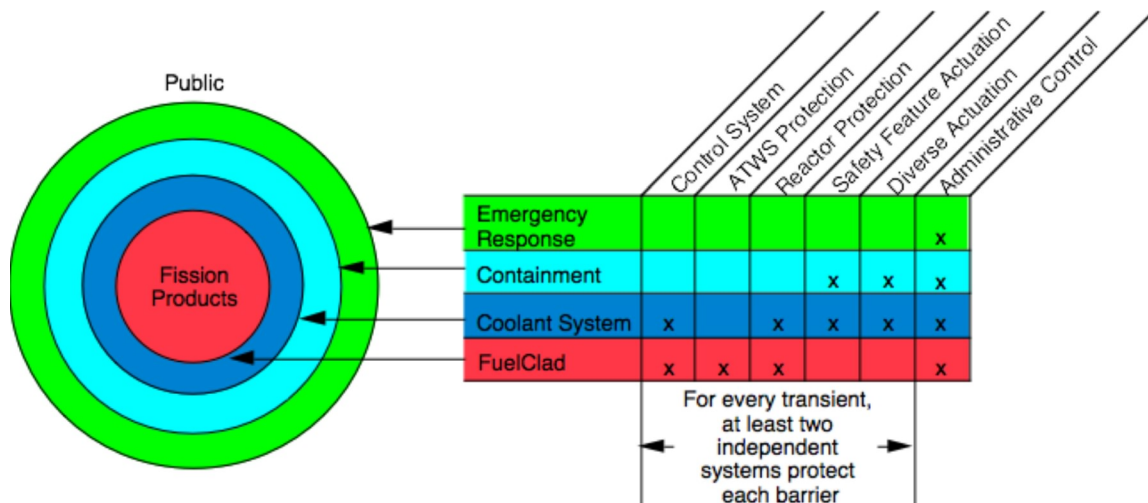 Public
Fission
Products
Control System
ATWS Protection
Reactor Protection
Safety Feature Actuation
Diverse Actuation
Administrative Control
Emergency
Response
x
Containment
x x x
Coolant System
x x x x x
FuelClad
x x x x
For every transient,
at least two
independent
systems protect
each barrier